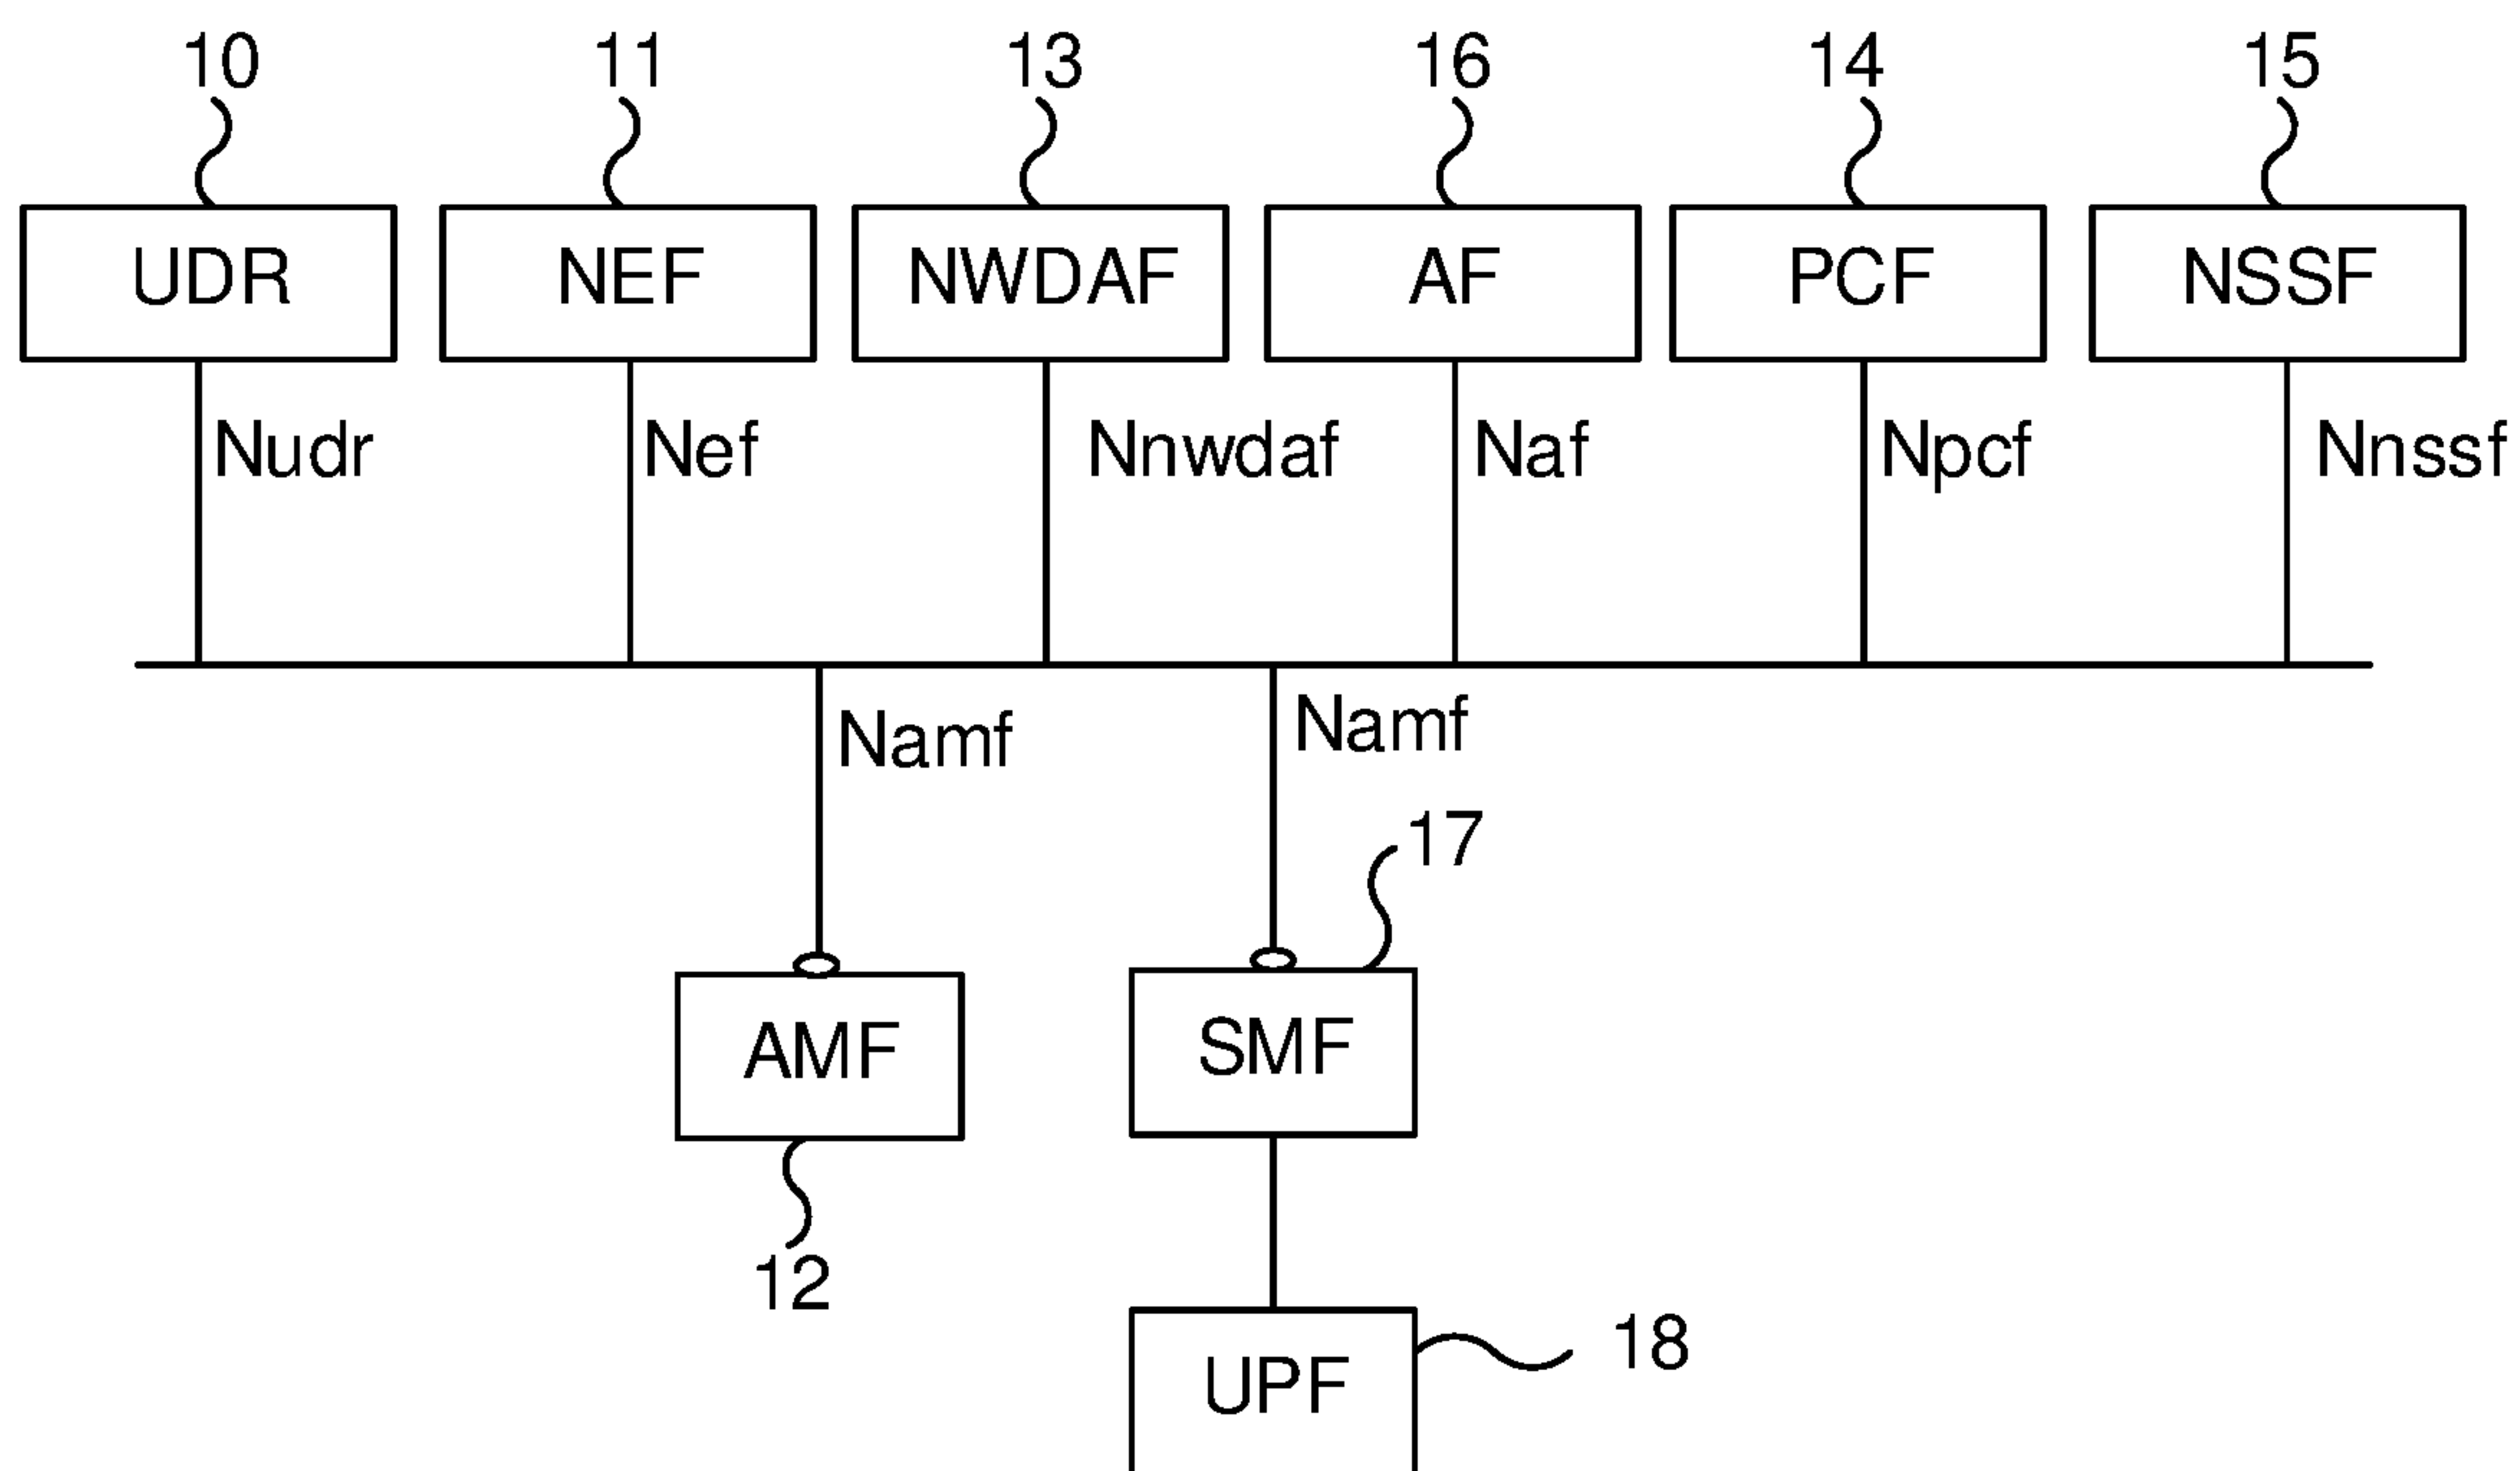 10 11 13 16 14 15
UDR NEF NWDAF AF PCF NSSF
Nudr Nef Nnwdaf Naf Npcf Nnssf
Namf Namf
17
AMF SMF
12
18
UPF